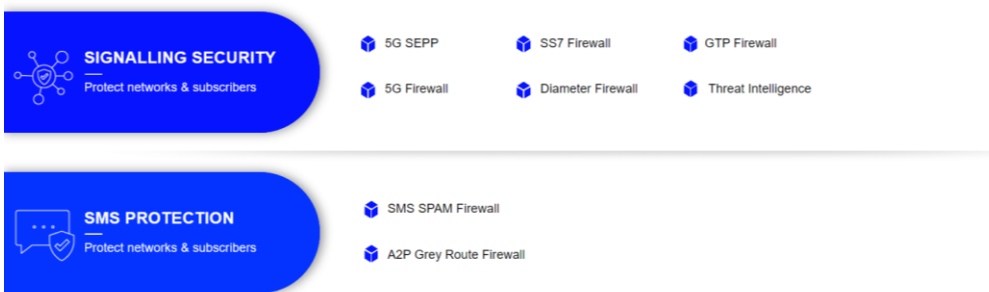 SIGNALLING SECURITY
Protect networks & subscribers
5G SEPP
SS7 Firewall
GTP Firewall
5G Firewall
Diameter Firewall
Threat Intelligence
SMS PROTECTION
Protect networks & subscribers
SMS SPAM Firewall
A2P Grey Route Firewall